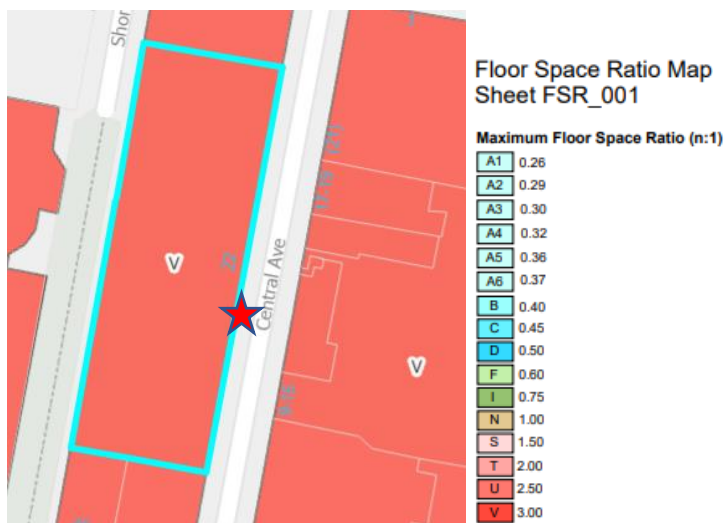 Shor
Central Ave
22
V
V
Floor Space Ratio Map
Sheet FSR_001
Maximum Floor Space Ratio (n:1)
A1 0.26
A2 0.29
A3 0.30
A4 0.32
A5 0.36
A6 0.37
B 0.40
C 0.45
D 0.50
F 0.60
I 0.75
N 1.00
S 1.50
T 2.00
U 2.50
V 3.00